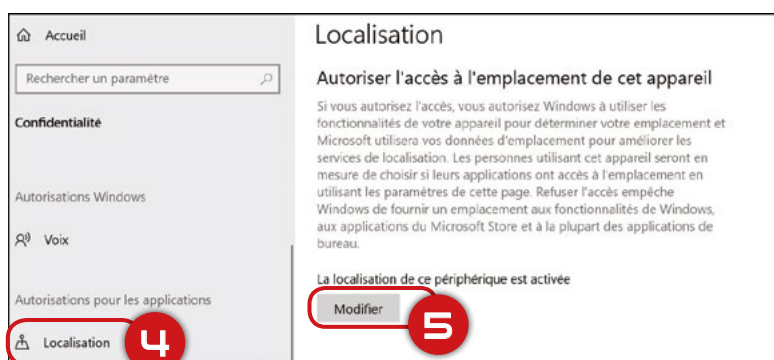 Accueil
Rechercher un paramètre
Confidentialité
Autorisations Windows
Voix
Autorisations pour les applications
Localisation
4
Localisation
Autoriser l'accès à l'emplacement de cet appareil
Si vous autorisez l'accès, vous autorisez Windows à utiliser les
fonctionnalités de votre appareil pour déterminer votre emplacement et
Microsoft utilisera vos données d'emplacement pour améliorer les
services de localisation. Les personnes utilisant cet appareil seront en
mesure de choisir si leurs applications ont accès à l'emplacement en
utilisant les paramètres de cette page. Refuser l'accès empêche
Windows de fournir un emplacement aux fonctionnalités de Windows,
aux applications du Microsoft Store et à la plupart des applications de
bureau.
La localisation de ce périphérique est activée
Modifier
5